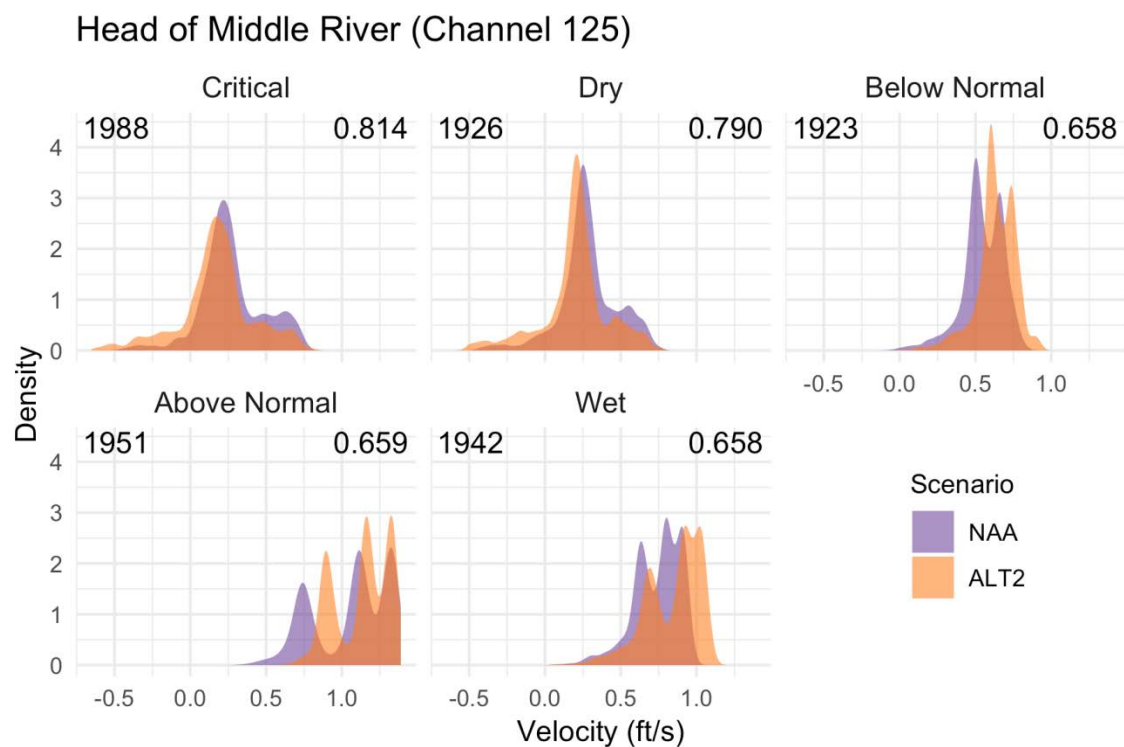 Head of Middle River (Channel 125)
Critical
Dry
Below Normal
1988
0.814
1926
0.790
1923
0.658
4
3
2
1
0
-0.5
0.0
0.5
1.0
Density
Above Normal
Wet
1951
0.659
1942
0.658
4
3
2
1
0
-0.5
0.0
0.5
1.0
-0.5
0.0
0.5
1.0
Velocity (ft/s)
Scenario
NAA
ALT2